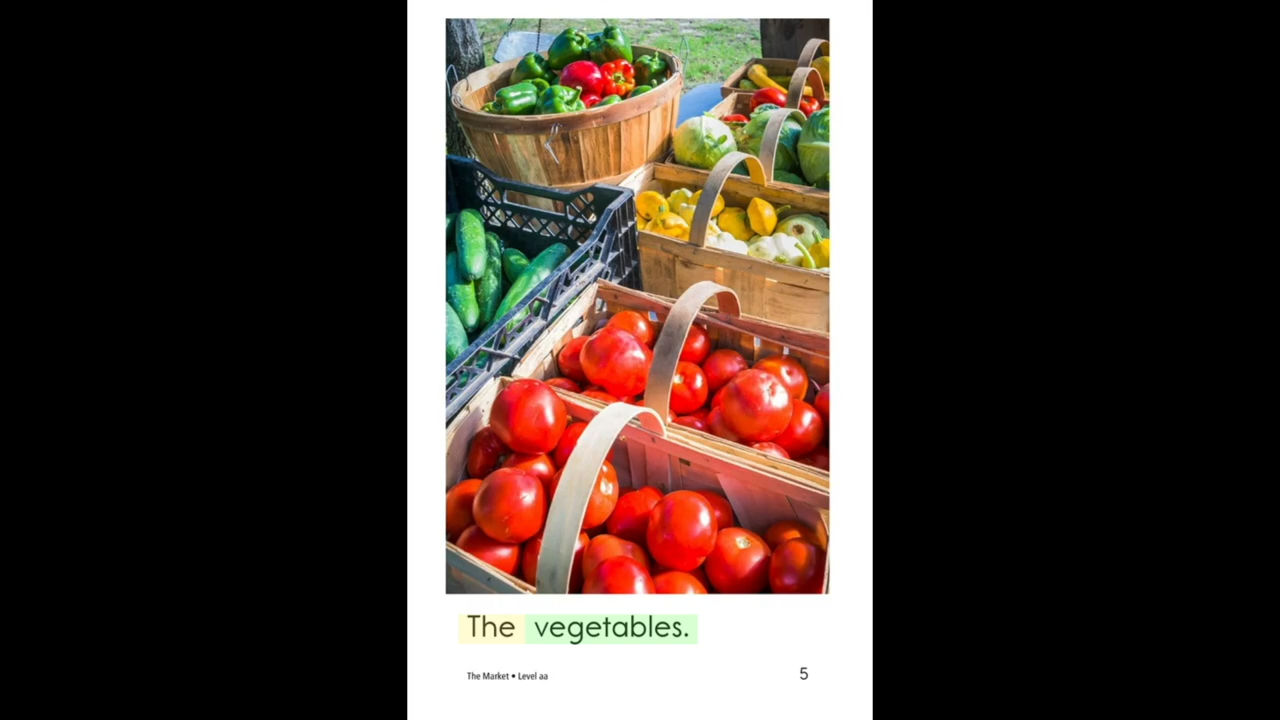 The vegetables.
The Market • Level aa
5